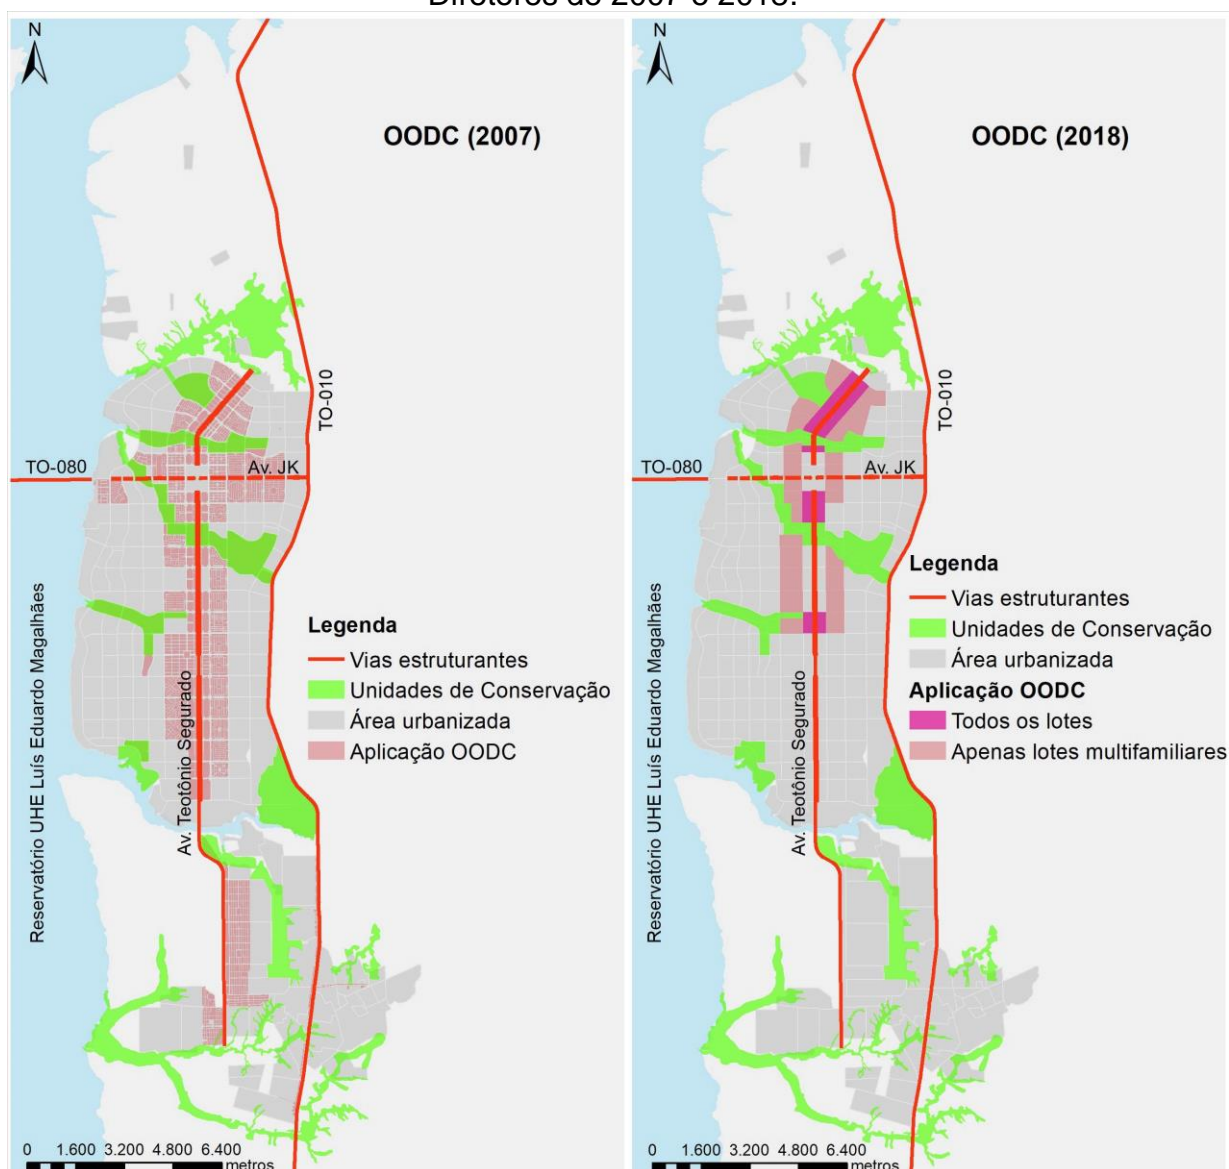 Diretores de 2007 e 2018.
N
OODC (2007)
TO-010
TO-080
Av. JK
Reservatório UHE Luís Eduardo Magalhães
Av. Teotônio Segurado
Legenda
Vias estruturantes
Unidades de Conservação
Área urbanizada
Aplicação OODC
0 1.600 3.200 4.800 6.400
metros
N
OODC (2018)
TO-010
TO-080
Av. JK
Reservatório UHE Luís Eduardo Magalhães
Av. Teotônio Segurado
Legenda
Vias estruturantes
Unidades de Conservação
Área urbanizada
Aplicação OODC
Todos os lotes
Apenas lotes multifamiliares
0 1.600 3.200 4.800 6.400
metros